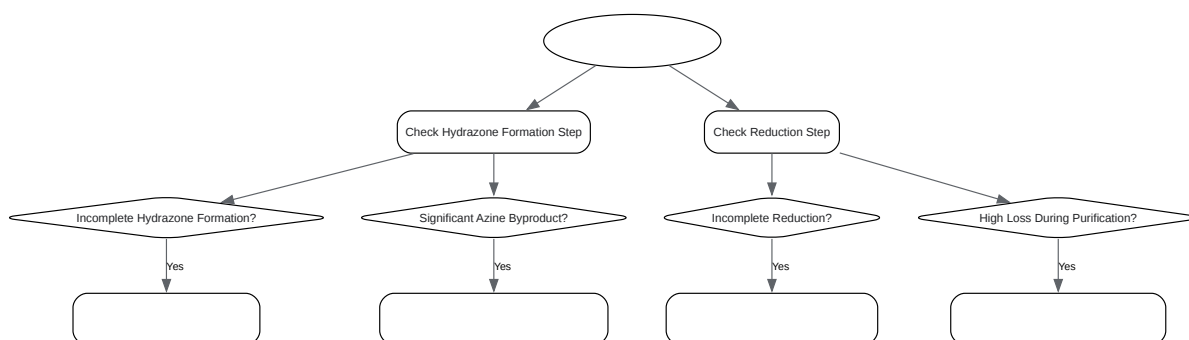 Check Hydrazone Formation Step
Check Reduction Step
Incomplete Hydrazone Formation?
Significant Azine Byproduct?
Incomplete Reduction?
High Loss During Purification?
Yes
Yes
Yes
Yes